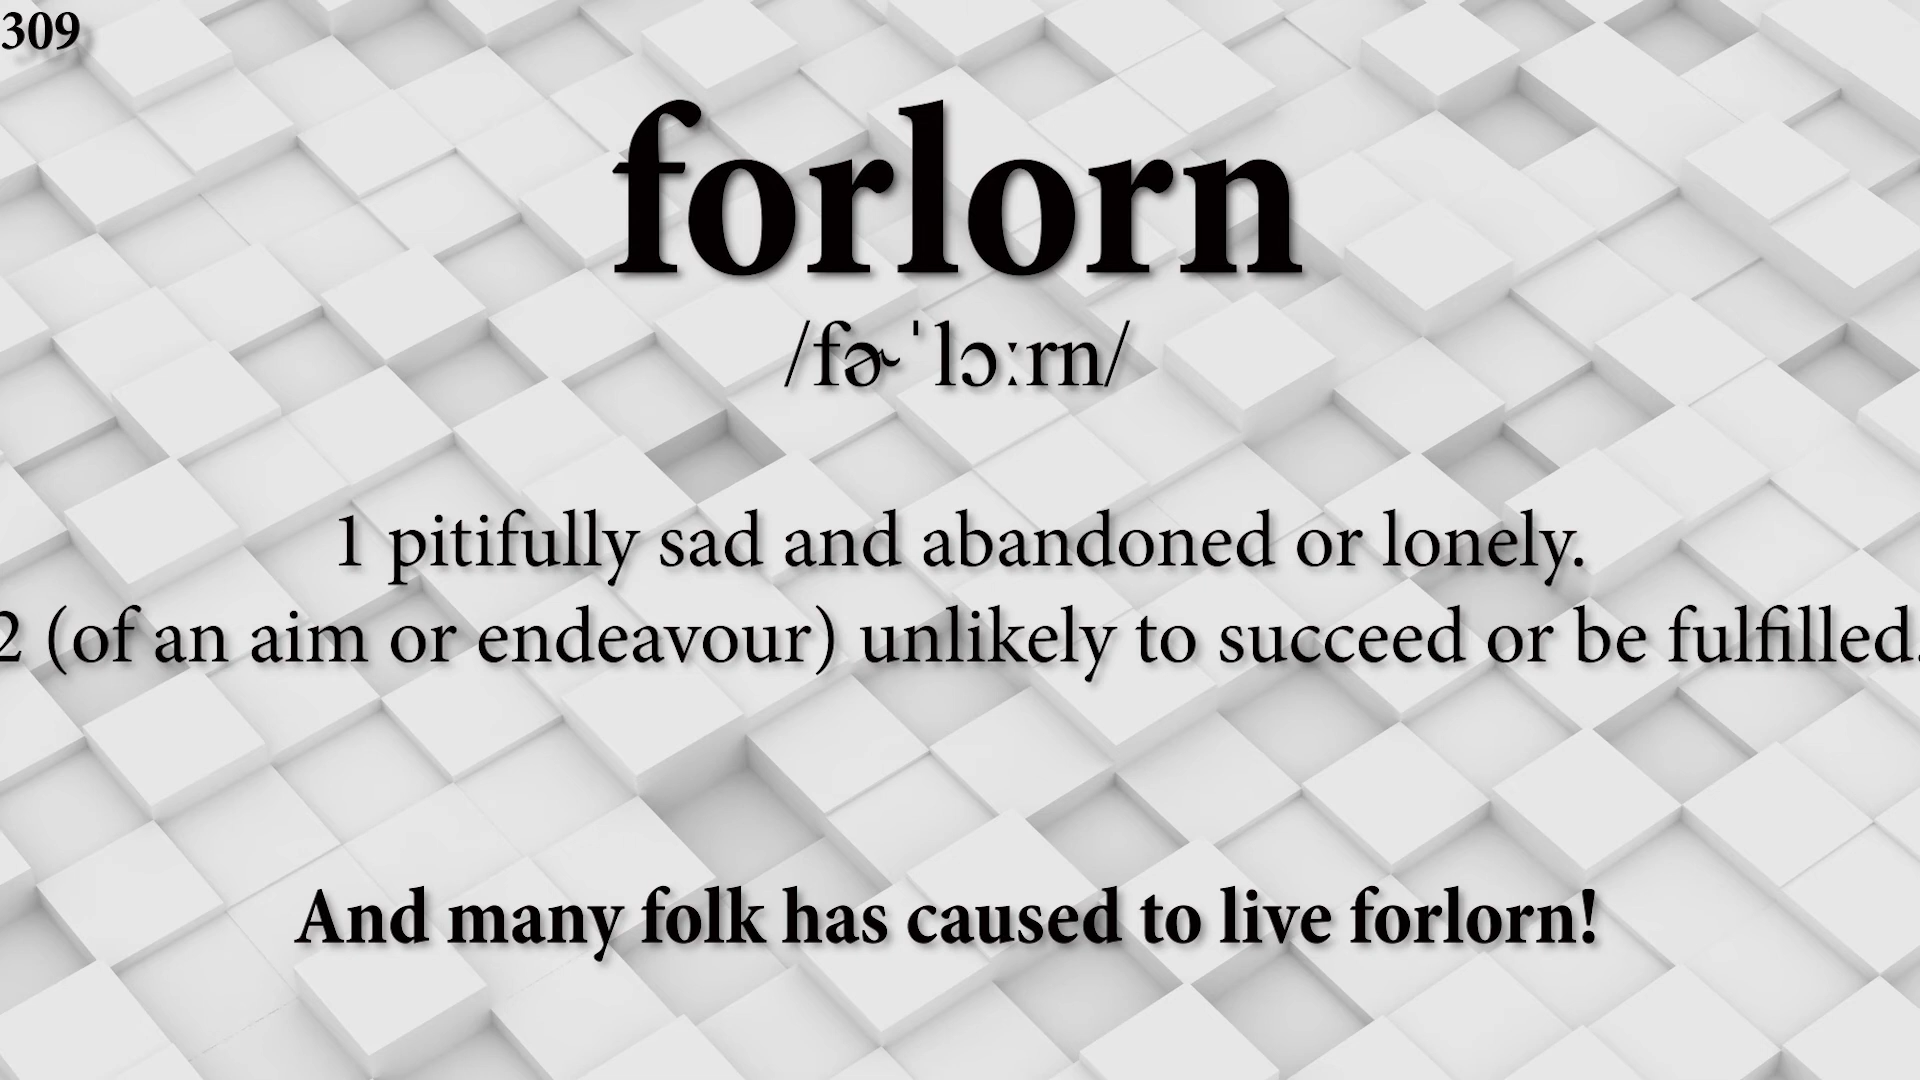 309
forlorn
/fɚˈlɔːrn/
1 pitifully sad and abandoned or lonely.
2 (of an aim or endeavour) unlikely to succeed or be fulfilled.
And many folk has caused to live forlorn!